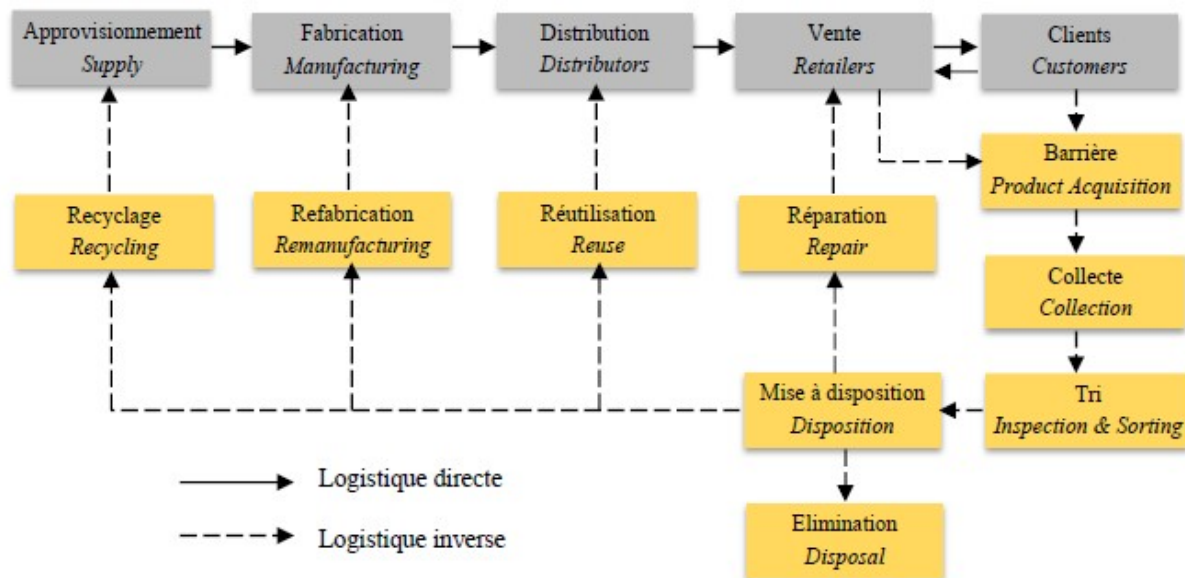 Approvisionnement
Supply
Fabrication
Manufacturing
Distribution
Distributors
Vente
Retailers
Clients
Customers
Barrière
Product Acquisition
Recyclage
Recycling
Refabrication
Remanufacturing
Réutilisation
Reuse
Réparation
Repair
Collecte
Collection
Mise à disposition
Disposition
Tri
Inspection & Sorting
Logistique directe
Logistique inverse
Elimination
Disposal